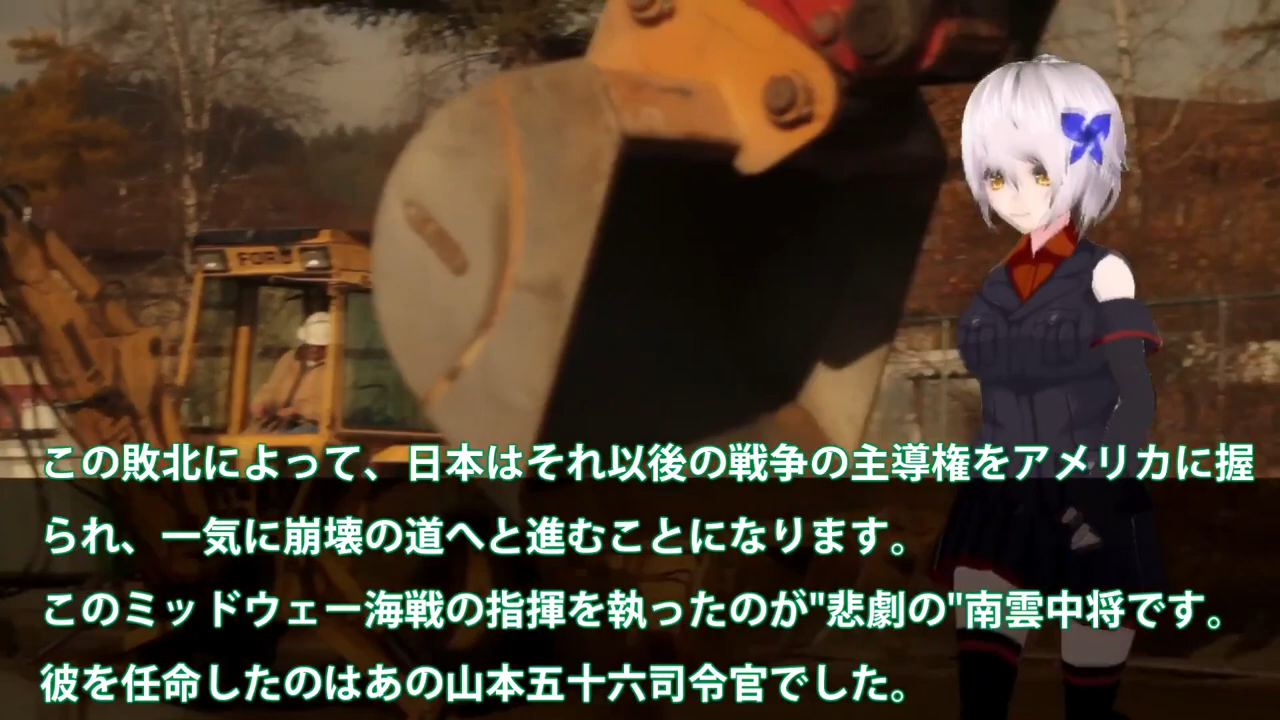 FORD
この敗北によって、日本はそれ以後の戦争の主導権をアメリカに握
られ、一気に崩壊の道へと進むことになります。
このミッドウェー海戦の指揮を執ったのが"悲劇の"南雲中将です。
彼を任命したのはあの山本五十六司令官でした。